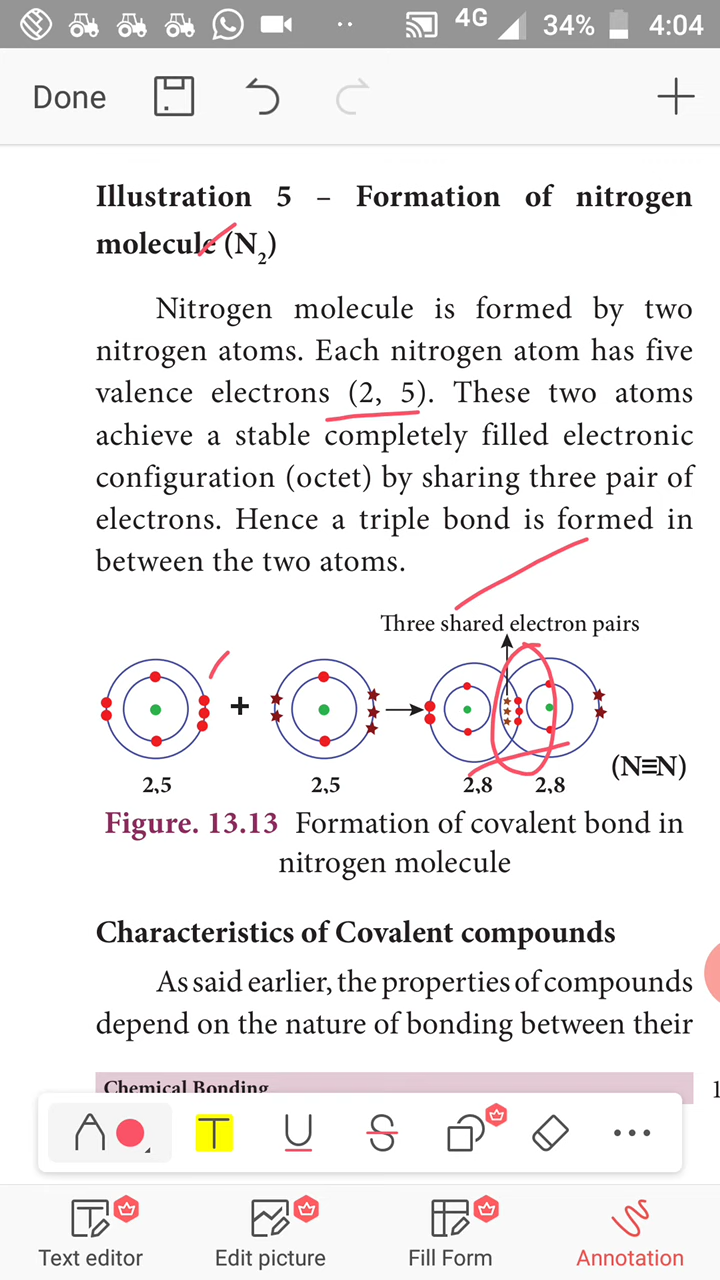 4G 34% 4:04
Done
Illustration 5 – Formation of nitrogen
molecule (N₂)
Nitrogen molecule is formed by two
nitrogen atoms. Each nitrogen atom has five
valence electrons (2, 5). These two atoms
achieve a stable completely filled electronic
configuration (octet) by sharing three pair of
electrons. Hence a triple bond is formed in
between the two atoms.
Three shared electron pairs
+
(N≡N)
2,5 2,5 2,8 2,8
Figure. 13.13 Formation of covalent bond in
nitrogen molecule
Characteristics of Covalent compounds
As said earlier, the properties of compounds
depend on the nature of bonding between their
Chemical Bonding 1
T U S
Text editor Edit picture Fill Form Annotation